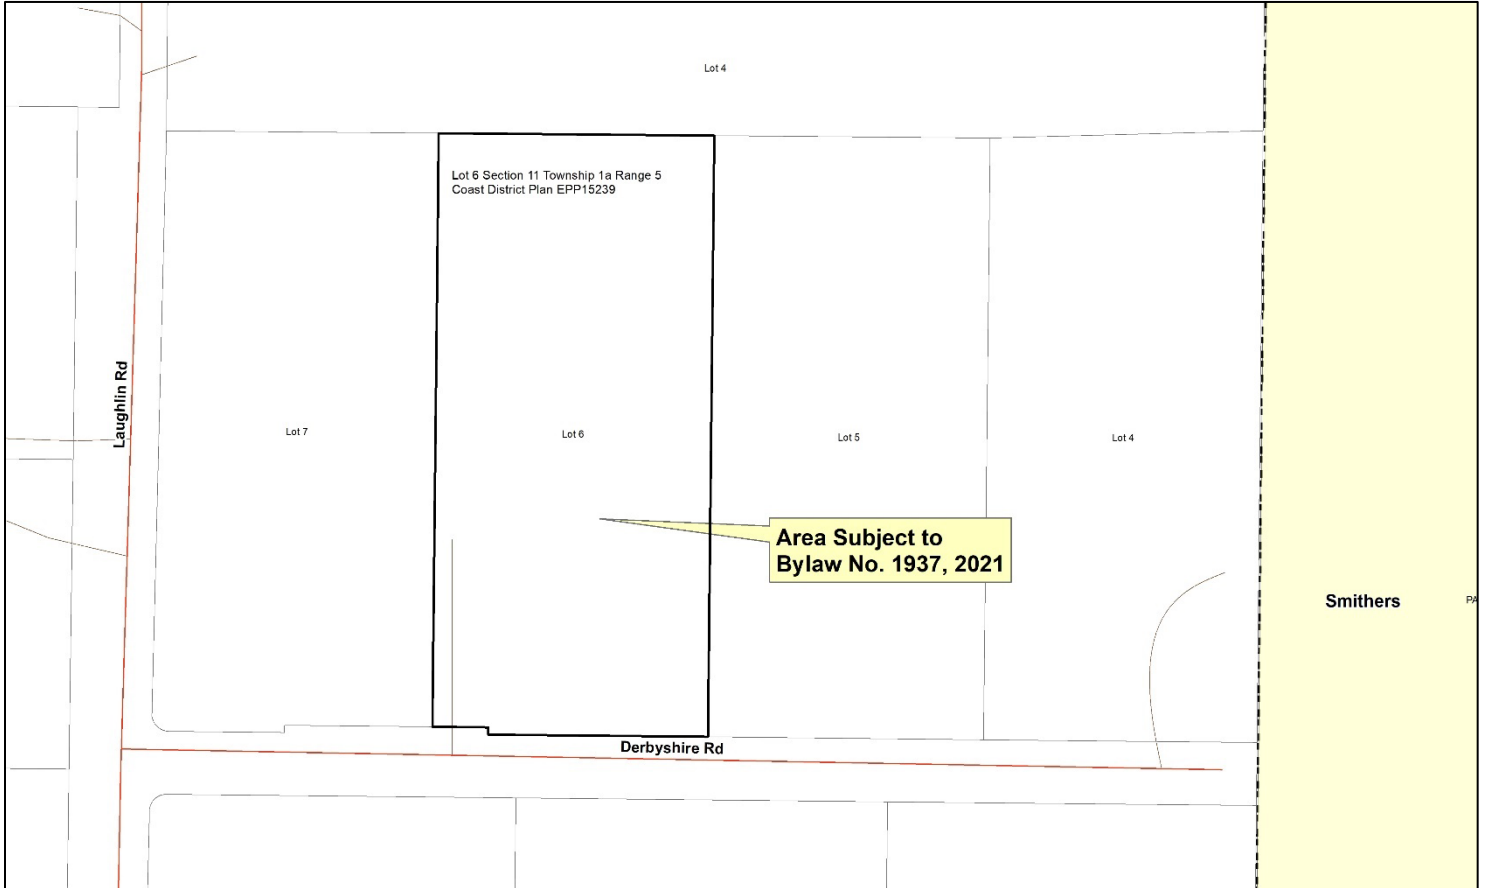 Lot 4
Lot 6 Section 11 Township 1a Range 5
Coast District Plan EPP15239
Laughlin Rd
Lot 7
Lot 6
Lot 5
Lot 4
Area Subject to
Bylaw No. 1937, 2021
Smithers
PA
Derbyshire Rd